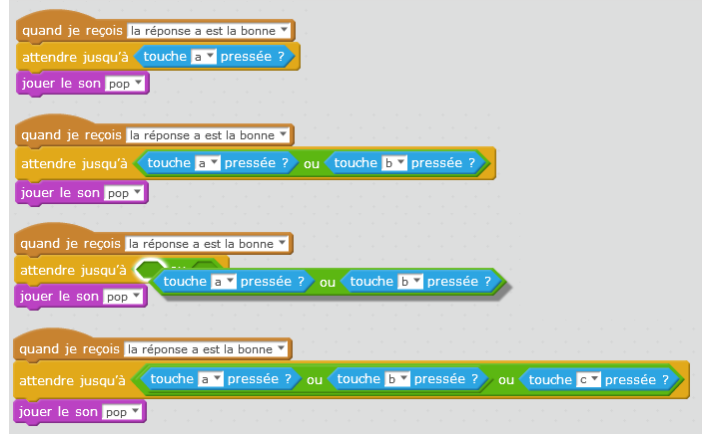 quand je reçois la réponse a est la bonne
attendre jusqu'à touche a pressée ?
jouer le son pop
quand je reçois la réponse a est la bonne
attendre jusqu'à touche a pressée ? ou touche b pressée ?
jouer le son pop
quand je reçois la réponse a est la bonne
attendre jusqu'à ou
touche a pressée ? ou touche b pressée ?
jouer le son pop
quand je reçois la réponse a est la bonne
attendre jusqu'à touche a pressée ? ou touche b pressée ? ou touche c pressée ?
jouer le son pop